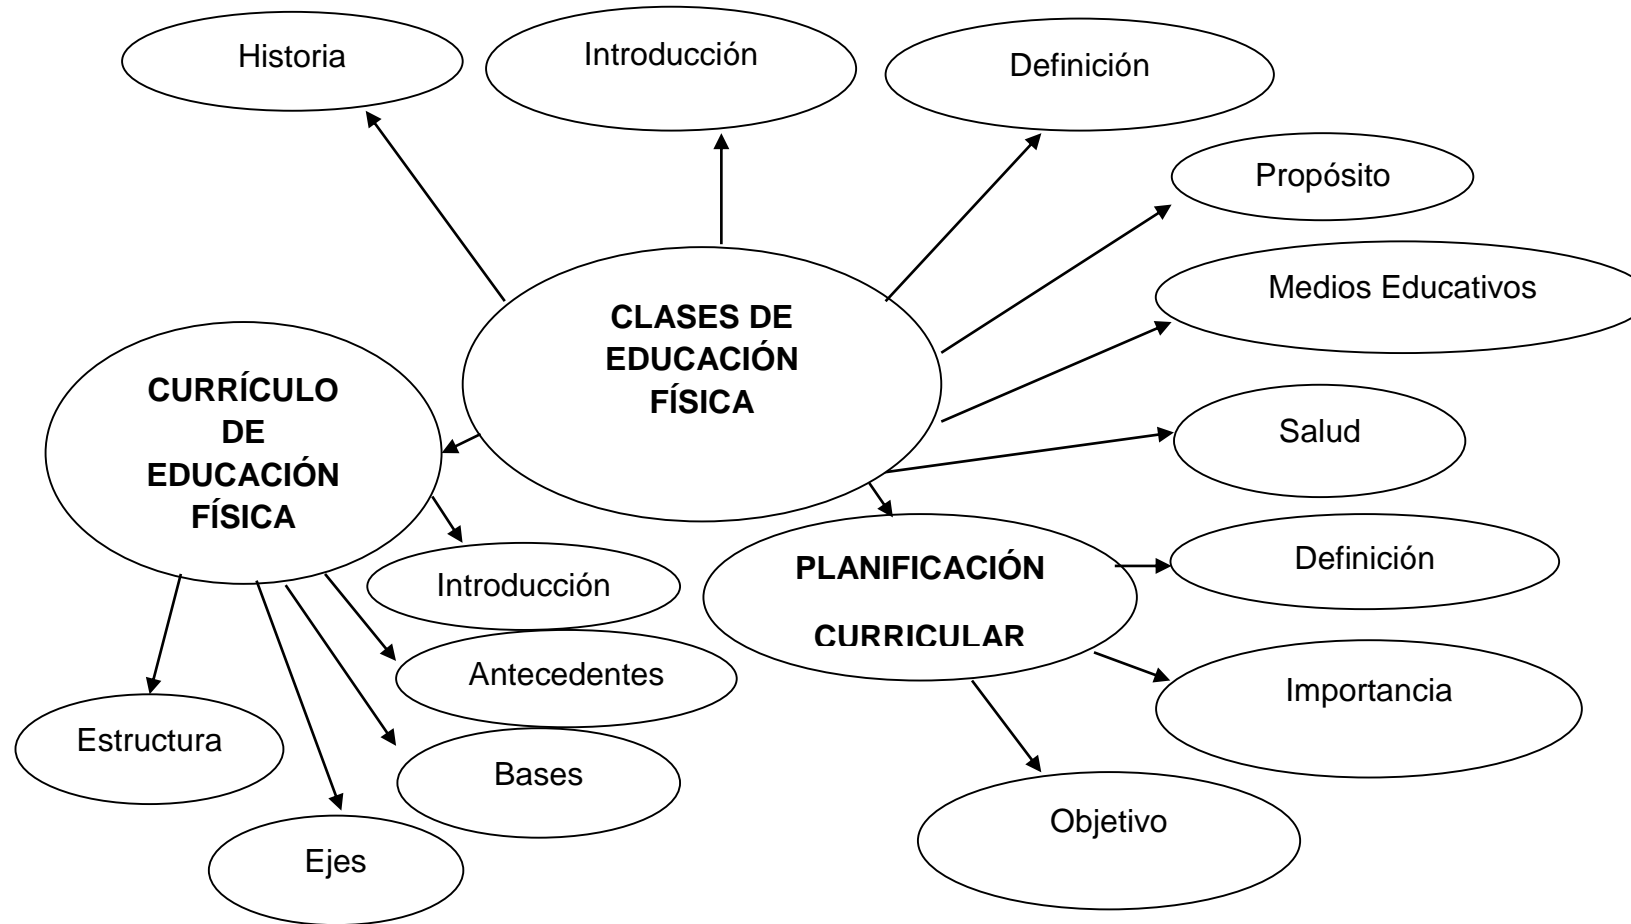 Historia
Introducción
Definición
Propósito
Medios Educativos
CLASES DE
EDUCACIÓN
FÍSICA
CURRÍCULO
DE
EDUCACIÓN
FÍSICA
Salud
PLANIFICACIÓN
CURRICULAR
Definición
Introducción
Antecedentes
Importancia
Estructura
Bases
Objetivo
Ejes